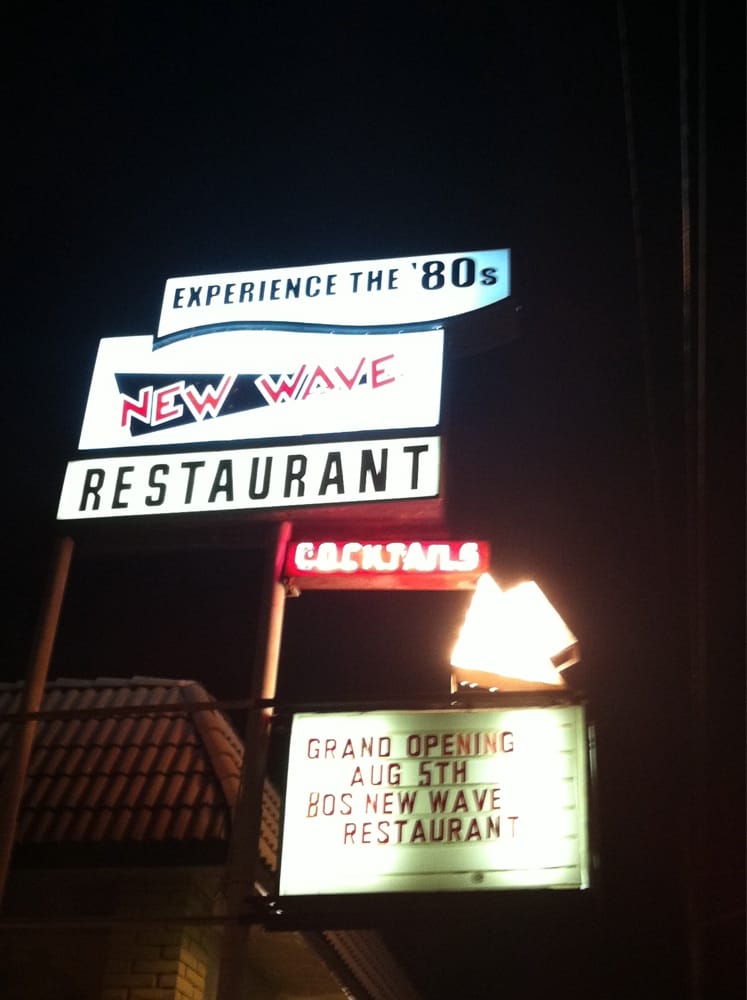 EXPERIENCE THE '80s
NEW WAVE
RESTAURANT
COCKTAILS
GRAND OPENING
AUG 5TH
80S NEW WAVE
RESTAURANT